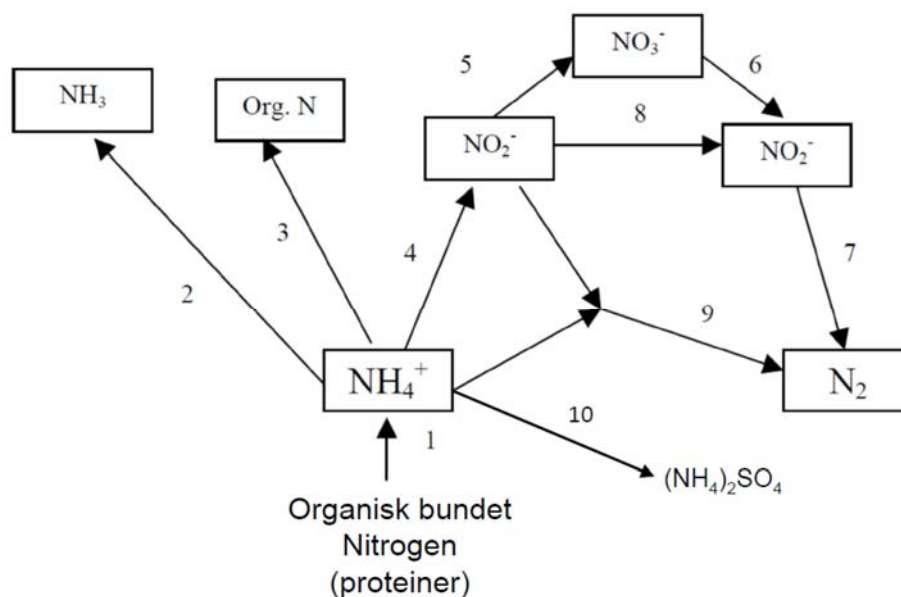 NO₃⁻
5
6
NH₃
Org. N
8
NO₂⁻
NO₂⁻
3
4
7
2
9
NH₄⁺
N₂
10
1
(NH₄)₂SO₄
Organisk bundet
Nitrogen
(proteiner)